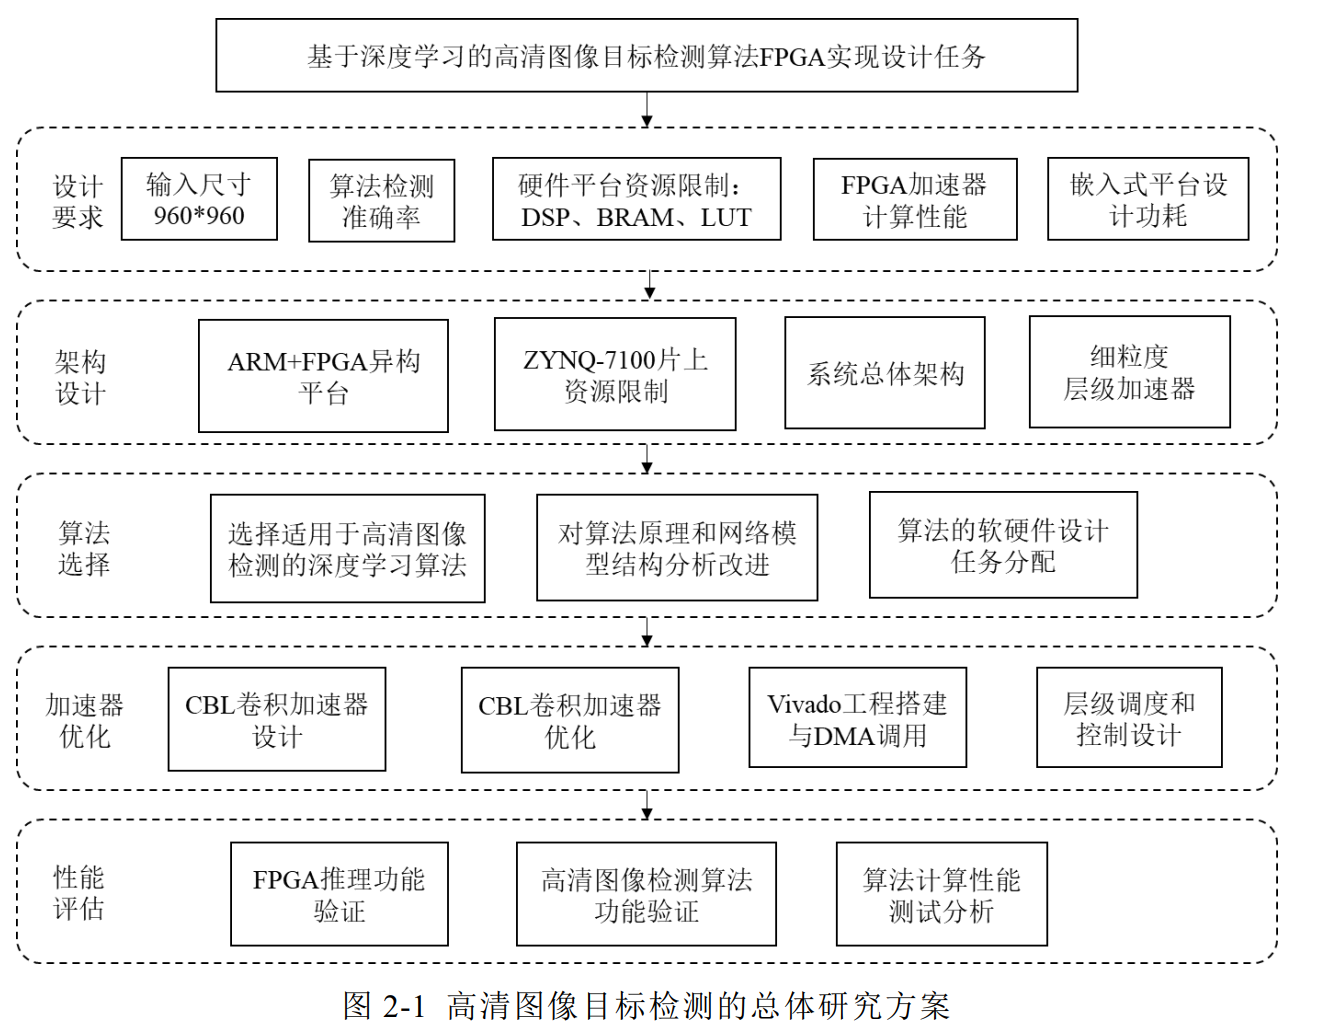 基于深度学习的高清图像目标检测算法FPGA实现设计任务
设计
要求
输入尺寸
960*960
算法检测
准确率
硬件平台资源限制：
DSP、BRAM、LUT
FPGA加速器
计算性能
嵌入式平台设
计功耗
架构
设计
ARM+FPGA异构
平台
ZYNQ-7100片上
资源限制
系统总体架构
细粒度
层级加速器
算法
选择
选择适用于高清图像
检测的深度学习算法
对算法原理和网络模
型结构分析改进
算法的软硬件设计
任务分配
加速器
优化
CBL卷积加速器
设计
CBL卷积加速器
优化
Vivado工程搭建
与DMA调用
层级调度和
控制设计
性能
评估
FPGA推理功能
验证
高清图像检测算法
功能验证
算法计算性能
测试分析
图 2-1 高清图像目标检测的总体研究方案